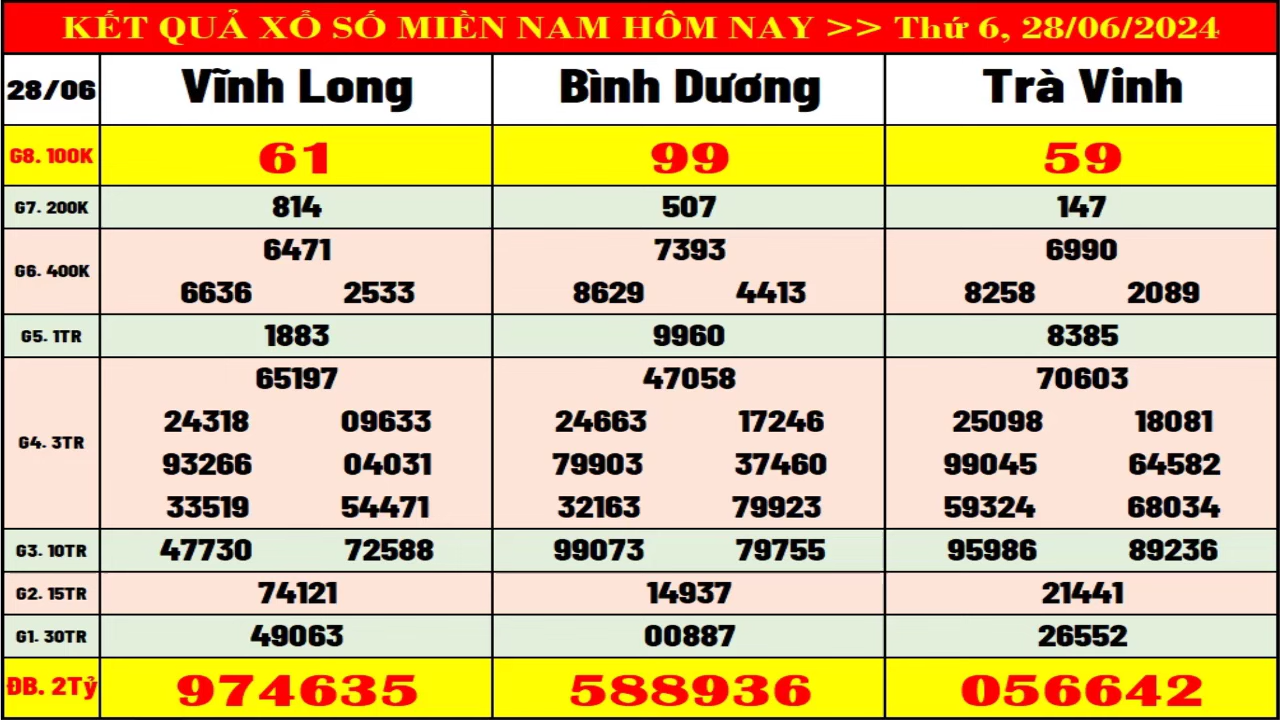 KẾT QUẢ XỔ SỐ MIỀN NAM HÔM NAY >> Thứ 6, 28/06/2024
28/06 Vĩnh Long Bình Dương Trà Vinh
G8. 100K 61 99 59
G7. 200K 814 507 147
6471 7393 6990
G6. 400K
6636 2533 8629 4413 8258 2089
G5. 1TR 1883 9960 8385
65197 47058 70603
24318 09633 24663 17246 25098 18081
G4. 3TR
93266 04031 79903 37460 99045 64582
33519 54471 32163 79923 59324 68034
G3. 10TR 47730 72588 99073 79755 95986 89236
G2. 15TR 74121 14937 21441
G1. 30TR 49063 00887 26552
ĐB. 2Tỷ 974635 588936 056642